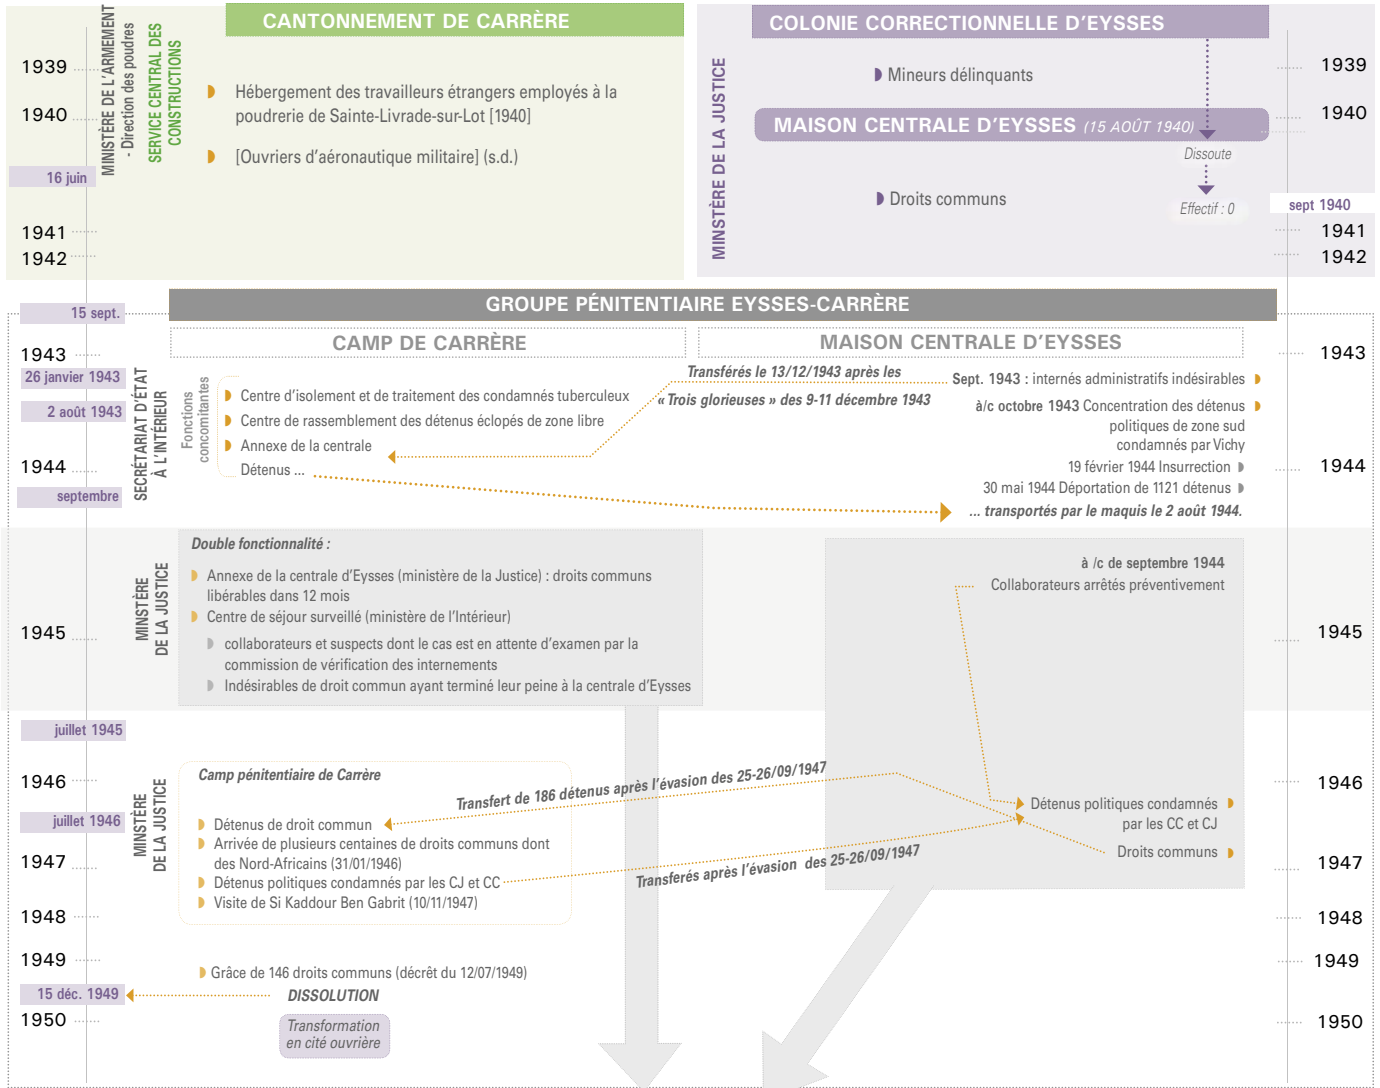 CANTONNEMENT DE CARRÈRE
MINISTÈRE DE L'ARMEMENT
- Direction des poudres
SERVICE CENTRAL DES
CONSTRUCTIONS
1939
1940
16 juin
1941
1942
Hébergement des travailleurs étrangers employés à la
poudrerie de Sainte-Livrade-sur-Lot [1940]
[Ouvriers d'aéronautique militaire] (s.d.)
COLONIE CORRECTIONNELLE D'EYSSES
MINSTÈRE DE LA JUSTICE
Mineurs délinquants
MAISON CENTRALE D'EYSSES (15 AOÛT 1940)
Dissoute
Droits communs
Effectif : 0
1939
1940
sept 1940
1941
1942
GROUPE PÉNITENTIAIRE EYSSES-CARRÈRE
15 sept.
1943
26 janvier 1943
2 août 1943
1944
septembre
SECRÉTARIAT D'ÉTAT
À L'INTÉRIEUR
CAMP DE CARRÈRE
Fonctions
concomitantes
Centre d'isolement et de traitement des condamnés tuberculeux
Centre de rassemblement des détenus éclopés de zone libre
Annexe de la centrale
Détenus ...
Transférés le 13/12/1943 après les
« Trois glorieuses » des 9-11 décembre 1943
MAISON CENTRALE D'EYSSES
Sept. 1943 : internés administratifs indésirables
à/c octobre 1943 Concentration des détenus
politiques de zone sud
condamnés par Vichy
19 février 1944 Insurrection
30 mai 1944 Déportation de 1121 détenus
... transportés par le maquis le 2 août 1944.
1943
1944
1945
MINSTÈRE
DE LA JUSTICE
Double fonctionnalité :
Annexe de la centrale d'Eysses (ministère de la Justice) : droits communs
libérables dans 12 mois
Centre de séjour surveillé (ministère de l'Intérieur)
collaborateurs et suspects dont le cas est en attente d'examen par la
commission de vérification des internements
Indésirables de droit commun ayant terminé leur peine à la centrale d'Eysses
à /c de septembre 1944
Collaborateurs arrêtés préventivement
1945
juillet 1945
1946
juillet 1946
1947
1948
1949
15 déc. 1949
1950
MINSTÈRE
DE LA JUSTICE
Camp pénitentiaire de Carrère
Détenus de droit commun
Arrivée de plusieurs centaines de droits communs dont
des Nord-Africains (31/01/1946)
Détenus politiques condamnés par les CJ et CC
Visite de Si Kaddour Ben Gabrit (10/11/1947)
Transfert de 186 détenus après l'évasion des 25-26/09/1947
Transferés après l'évasion des 25-26/09/1947
Détenus politiques condamnés
par les CC et CJ
Droits communs
Grâce de 146 droits communs (décrêt du 12/07/1949)
DISSOLUTION
Transformation
en cité ouvrière
1946
1947
1948
1949
1950